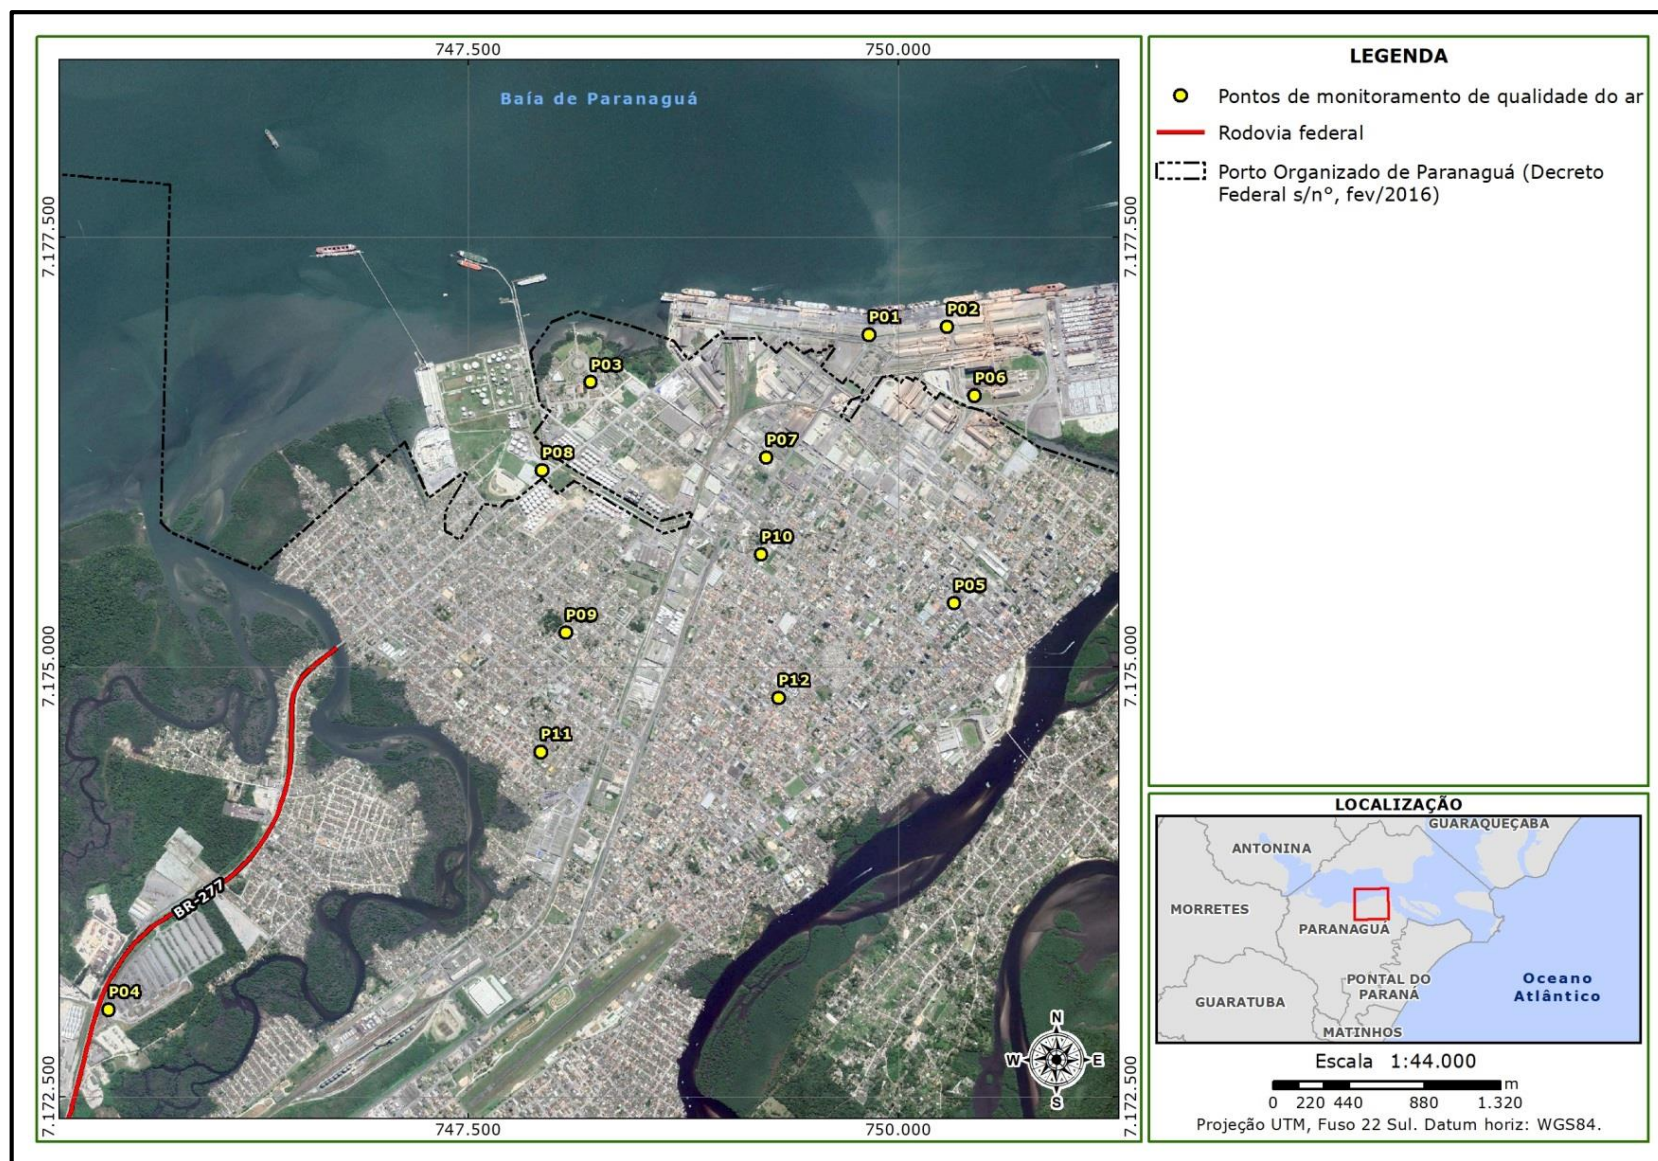 747.500
750.000
Baía de Paranaguá
7.177.500
7.177.500
P01
P02
P03
P06
P07
P08
P10
P05
P09
7.175.000
7.175.000
P12
P11
BR-277
P04
N
W
E
S
7.172.500
7.172.500
747.500
750.000
LEGENDA
Pontos de monitoramento de qualidade do ar
Rodovia federal
Porto Organizado de Paranaguá (Decreto
Federal s/n°, fev/2016)
LOCALIZAÇÃO
GUARAQUEÇABA
ANTONINA
MORRETES
PARANAGUÁ
PONTAL DO
PARANÁ
Oceano
Atlântico
GUARATUBA
MATINHOS
Escala 1:44.000
m
0 220 440 880 1.320
Projeção UTM, Fuso 22 Sul. Datum horiz: WGS84.